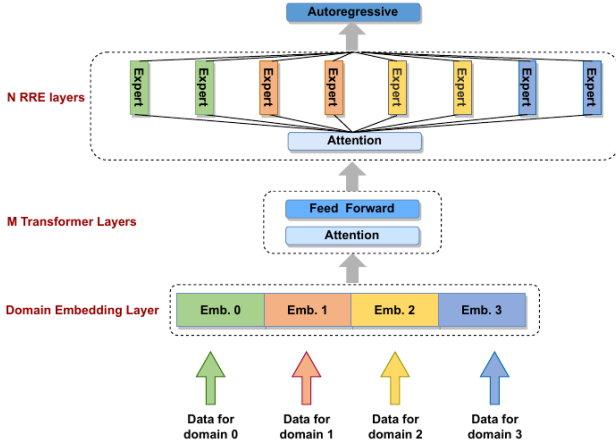 Autoregressive
N RRE layers
Expert
Expert
Expert
Expert
Expert
Expert
Expert
Expert
Attention
M Transformer Layers
Feed Forward
Attention
Domain Embedding Layer
Emb. 0
Emb. 1
Emb. 2
Emb. 3
Data for
domain 0
Data for
domain 1
Data for
domain 2
Data for
domain 3